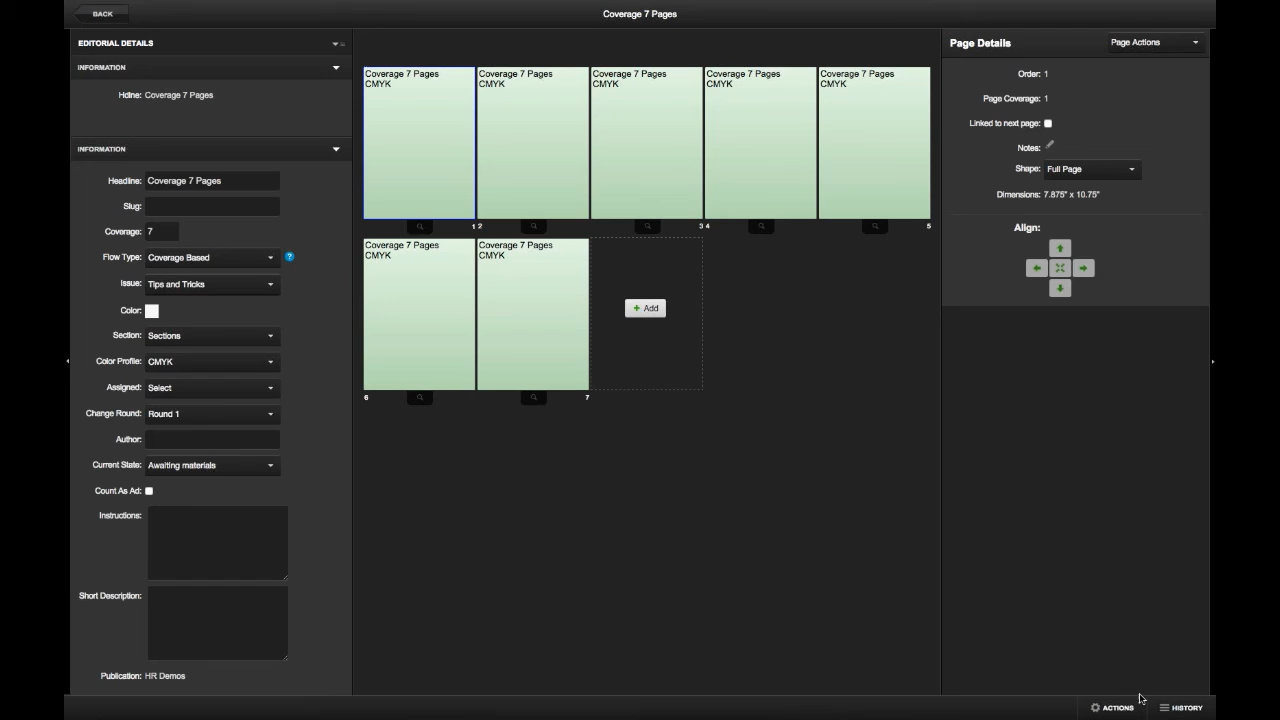 BACK
Coverage 7 Pages
EDITORIAL DETAILS
INFORMATION
Hdline: Coverage 7 Pages
INFORMATION
Headline: Coverage 7 Pages
Slug:
Coverage: 7
Flow Type: Coverage Based ?
Issue: Tips and Tricks
Color:
Section: Sections
Color Profile: CMYK
Assigned: Select
Change Round: Round 1
Author:
Current State: Awaiting materials
Count As Ad:
Instructions:
Short Description:
Publication: HR Demos
Coverage 7 Pages
CMYK
Coverage 7 Pages
CMYK
Coverage 7 Pages
CMYK
Coverage 7 Pages
CMYK
Coverage 7 Pages
CMYK
1 2 3 4 5
Coverage 7 Pages
CMYK
Coverage 7 Pages
CMYK
+ Add
6 7
Page Details
Page Actions
Order: 1
Page Coverage: 1
Linked to next page:
Notes:
Shape: Full Page
Dimensions: 7.875" x 10.75"
Align:
ACTIONS
HISTORY